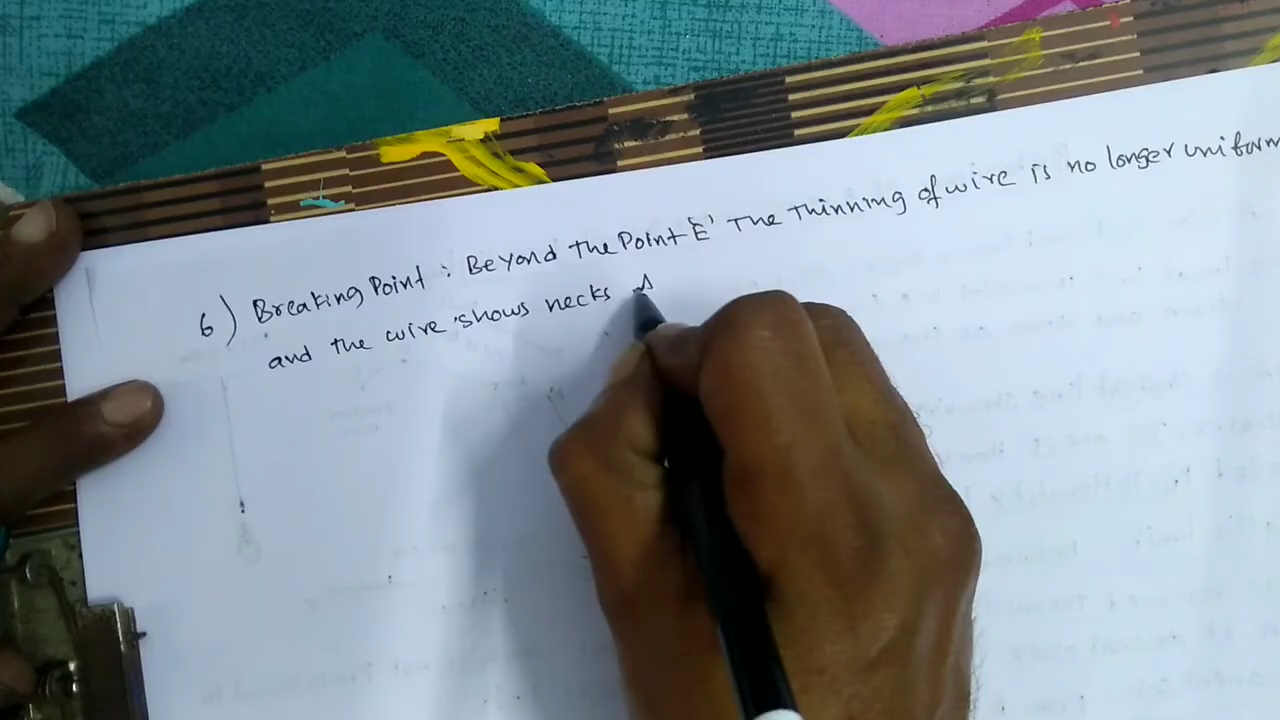 6) Breaking Point : Beyond the Point 'E' The Thinning of wire is no longer uniform
and the wire shows necks